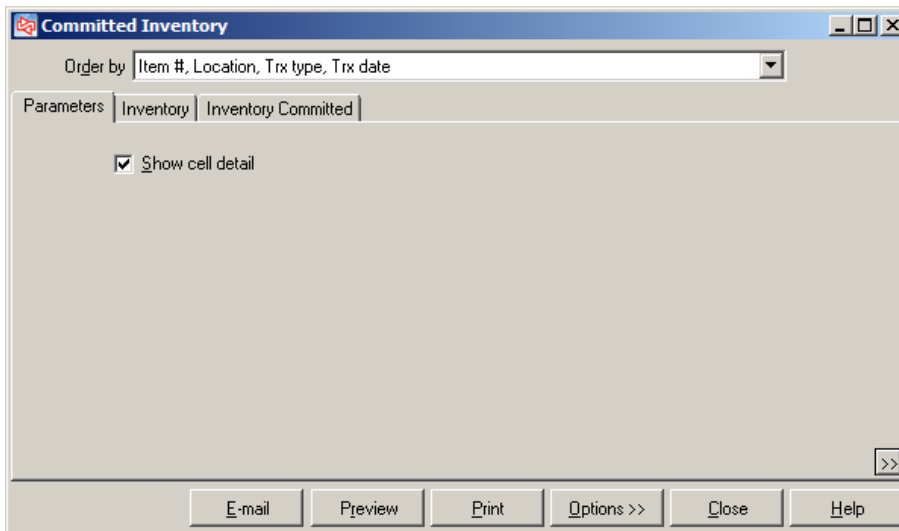 Committed Inventory
Order by Item #, Location, Trx type, Trx date
Parameters Inventory Inventory Committed
Show cell detail
>>
E-mail Preview Print Options >> Close Help